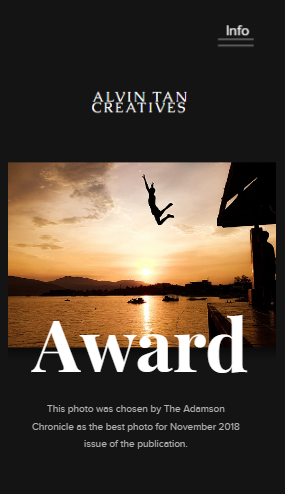 Info
ALVIN TAN
CREATIVES
Award
This photo was chosen by The Adamson
Chronicle as the best photo for November 2018
issue of the publication.